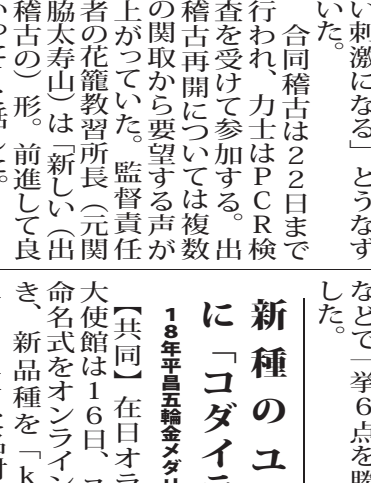 い刺激になる」とうなず
いた。
　合同稽古は２２日まで
行われ、力士はＰＣＲ検
査を受けて参加する。出
稽古再開については複数
の関取から要望する声が
上がっていた。監督責任
者の花籠教習所長（元関
脇太寿山）は「新しい（出
稽古の）形。前進して良
などで一挙６点を勝
した。
新種のユ
に「コダイラ
18年平昌五輪金メダリ
【共同】在日オラ
大使館は１６日、ス
命名式をオンライン
き、新品種を「ｋ